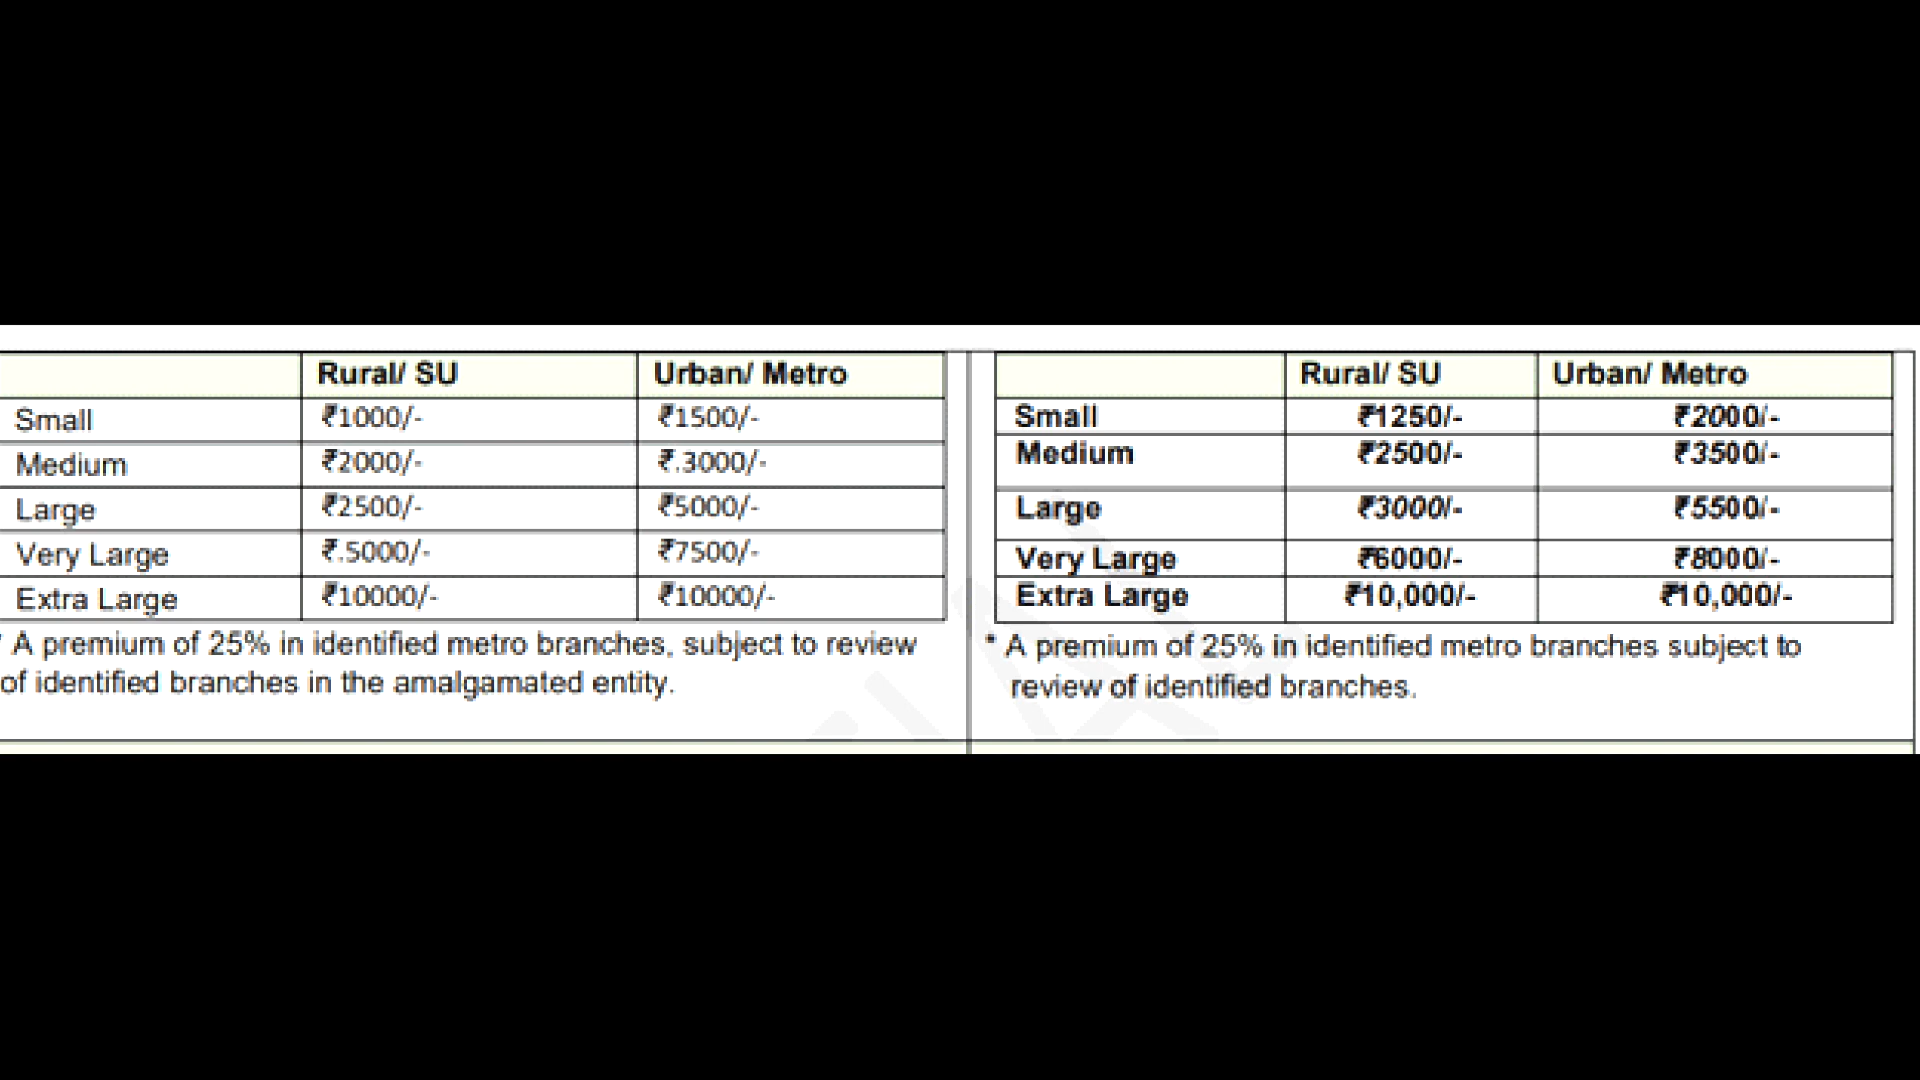 Rural/ SU Urban/ Metro
Small ₹1000/- ₹1500/-
Medium ₹2000/- ₹.3000/-
Large ₹2500/- ₹5000/-
Very Large ₹.5000/- ₹7500/-
Extra Large ₹10000/- ₹10000/-
* A premium of 25% in identified metro branches, subject to review
of identified branches in the amalgamated entity.
Rural/ SU Urban/ Metro
Small ₹1250/- ₹2000/-
Medium ₹2500/- ₹3500/-
Large ₹3000/- ₹5500/-
Very Large ₹6000/- ₹8000/-
Extra Large ₹10,000/- ₹10,000/-
* A premium of 25% in identified metro branches subject to
review of identified branches.